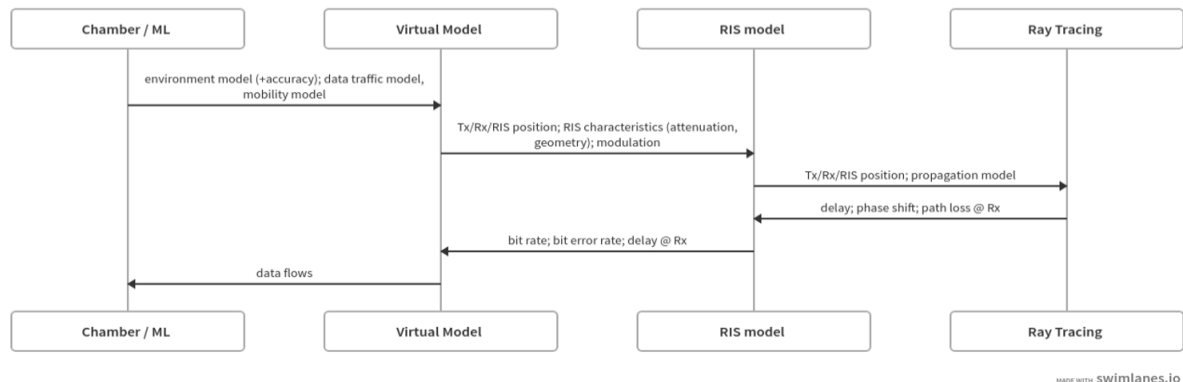 Chamber / ML
Virtual Model
RIS model
Ray Tracing
environment model (+accuracy); data traffic model,
mobility model
Tx/Rx/RIS position; RIS characteristics (attenuation,
geometry); modulation
Tx/Rx/RIS position; propagation model
delay; phase shift; path loss @ Rx
bit rate; bit error rate; delay @ Rx
data flows
Chamber / ML
Virtual Model
RIS model
Ray Tracing
MADE WITH swimlanes.io